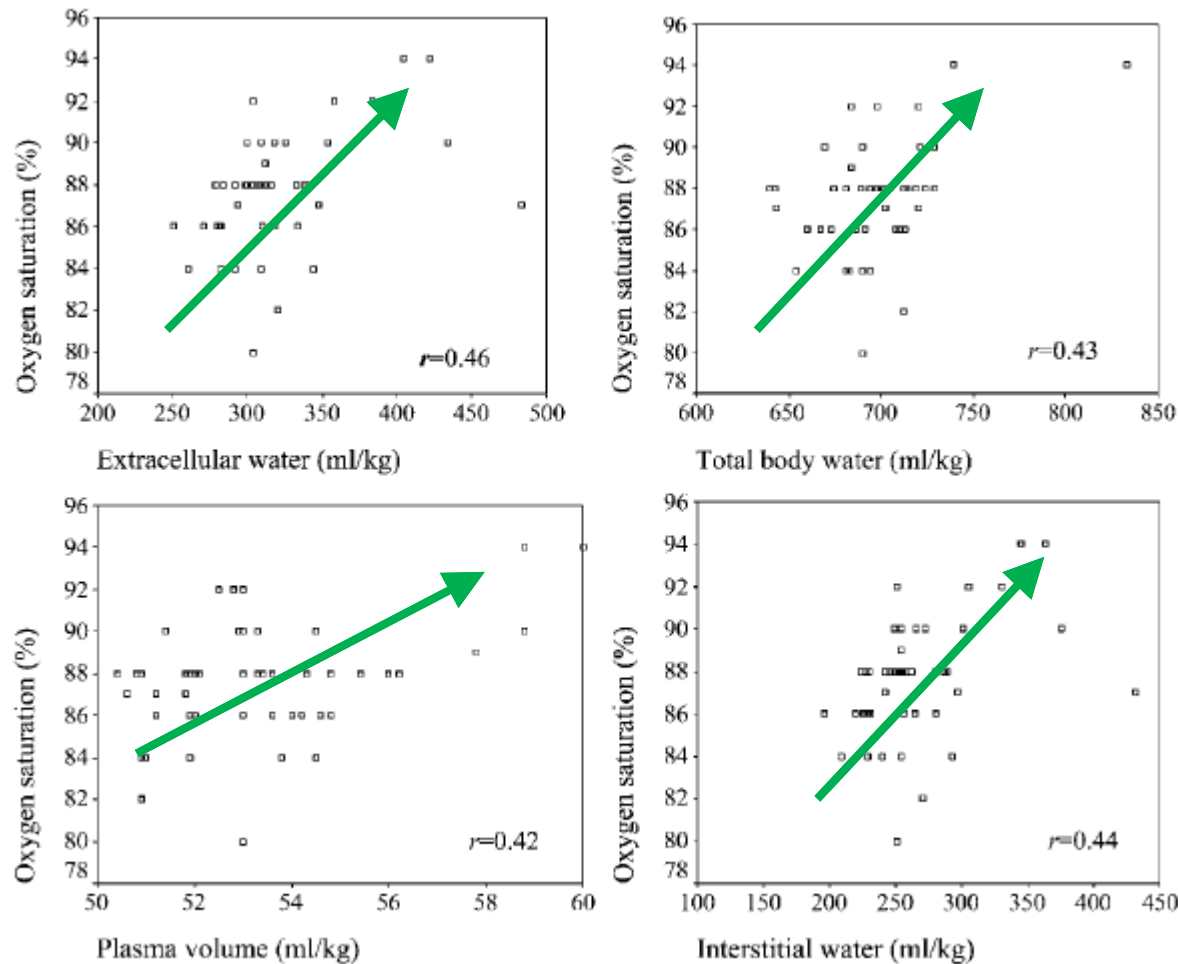 96
94
92
90
88
86
84
82
80
78
Oxygen saturation (%)
r=0.46
200 250 300 350 400 450 500
Extracellular water (ml/kg)
96
94
92
90
88
86
84
82
80
78
Oxygen saturation (%)
r=0.43
600 650 700 750 800 850
Total body water (ml/kg)
96
94
92
90
88
86
84
82
80
78
Oxygen saturation (%)
r=0.42
50 52 54 56 58 60
Plasma volume (ml/kg)
96
94
92
90
88
86
84
82
80
78
Oxygen saturation (%)
r=0.44
100 200 250 300 350 400 450
Interstitial water (ml/kg)